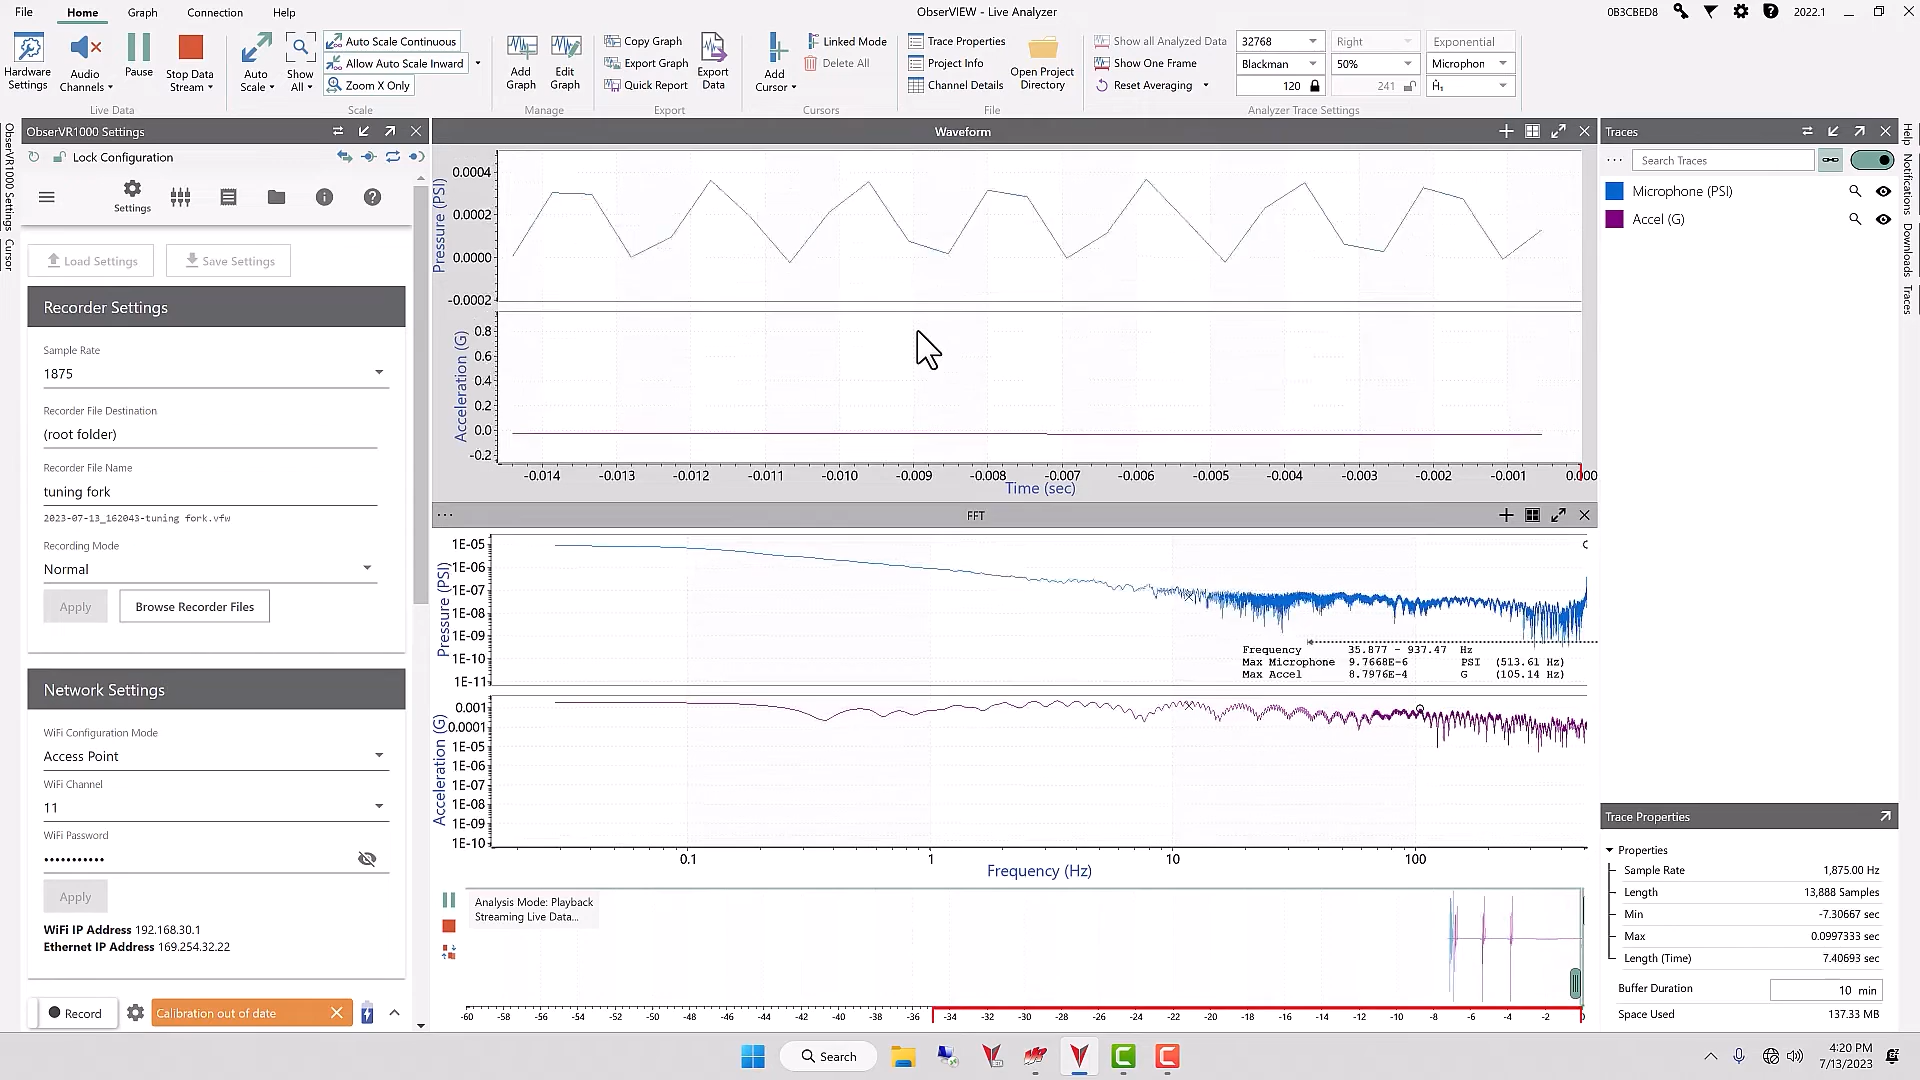 File Home Graph Connection Help
ObserVIEW - Live Analyzer
0B3CBED8
2022.1
Hardware Settings
Audio Channels
Pause
Stop Data Stream
Live Data
Auto Scale
Show All
Auto Scale Continuous
Allow Auto Scale Inward
Zoom X Only
Scale
Add Graph
Edit Graph
Manage
Copy Graph
Export Graph
Quick Report
Export Data
Export
Add Cursor
Linked Mode
Delete All
Cursors
Trace Properties
Project Info
Channel Details
Open Project Directory
File
Show all Analyzed Data
Show One Frame
Reset Averaging
32768
Blackman
120
Right
50%
241
Exponential
Microphon
Ĥ₁
Analyzer Trace Settings
ObserVR1000 Settings
Cursor
ObserVR1000 Settings
Lock Configuration
Settings
Load Settings
Save Settings
Recorder Settings
Sample Rate
1875
Recorder File Destination
(root folder)
Recorder File Name
tuning fork
2023-07-13_162043-tuning fork.vfw
Recording Mode
Normal
Apply
Browse Recorder Files
Network Settings
WiFi Configuration Mode
Access Point
WiFi Channel
11
WiFi Password
•••••••••••
Apply
WiFi IP Address 192.168.30.1
Ethernet IP Address 169.254.32.22
Record
Calibration out of date
Waveform
Pressure (PSI)
0.0004
0.0002
0.0000
-0.0002
Acceleration (G)
0.8
0.6
0.4
0.2
0.0
-0.2
-0.014 -0.013 -0.012 -0.011 -0.010 -0.009 -0.008 -0.007 -0.006 -0.005 -0.004 -0.003 -0.002 -0.001 0.000
Time (sec)
FFT
Pressure (PSI)
1E-05
1E-06
1E-07
1E-08
1E-09
1E-10
1E-11
Frequency 35.877 - 937.47 Hz
Max Microphone 9.7668E-6 PSI (513.61 Hz)
Max Accel 8.7976E-4 G (105.14 Hz)
Acceleration (G)
0.001
0.0001
1E-05
1E-06
1E-07
1E-08
1E-09
1E-10
0.1 1 10 100
Frequency (Hz)
Analysis Mode: Playback
Streaming Live Data...
-60 -58 -56 -54 -52 -50 -48 -46 -44 -42 -40 -38 -36 -34 -32 -30 -28 -26 -24 -22 -20 -18 -16 -14 -12 -10 -8 -6 -4 -2 0
Traces
Search Traces
Microphone (PSI)
Accel (G)
Help
Notifications
Downloads
Traces
Trace Properties
Properties
Sample Rate 1,875.00 Hz
Length 13,888 Samples
Min -7.30667 sec
Max 0.0997333 sec
Length (Time) 7.40693 sec
Buffer Duration 10 min
Space Used 137.33 MB
Search
4:20 PM
7/13/2023